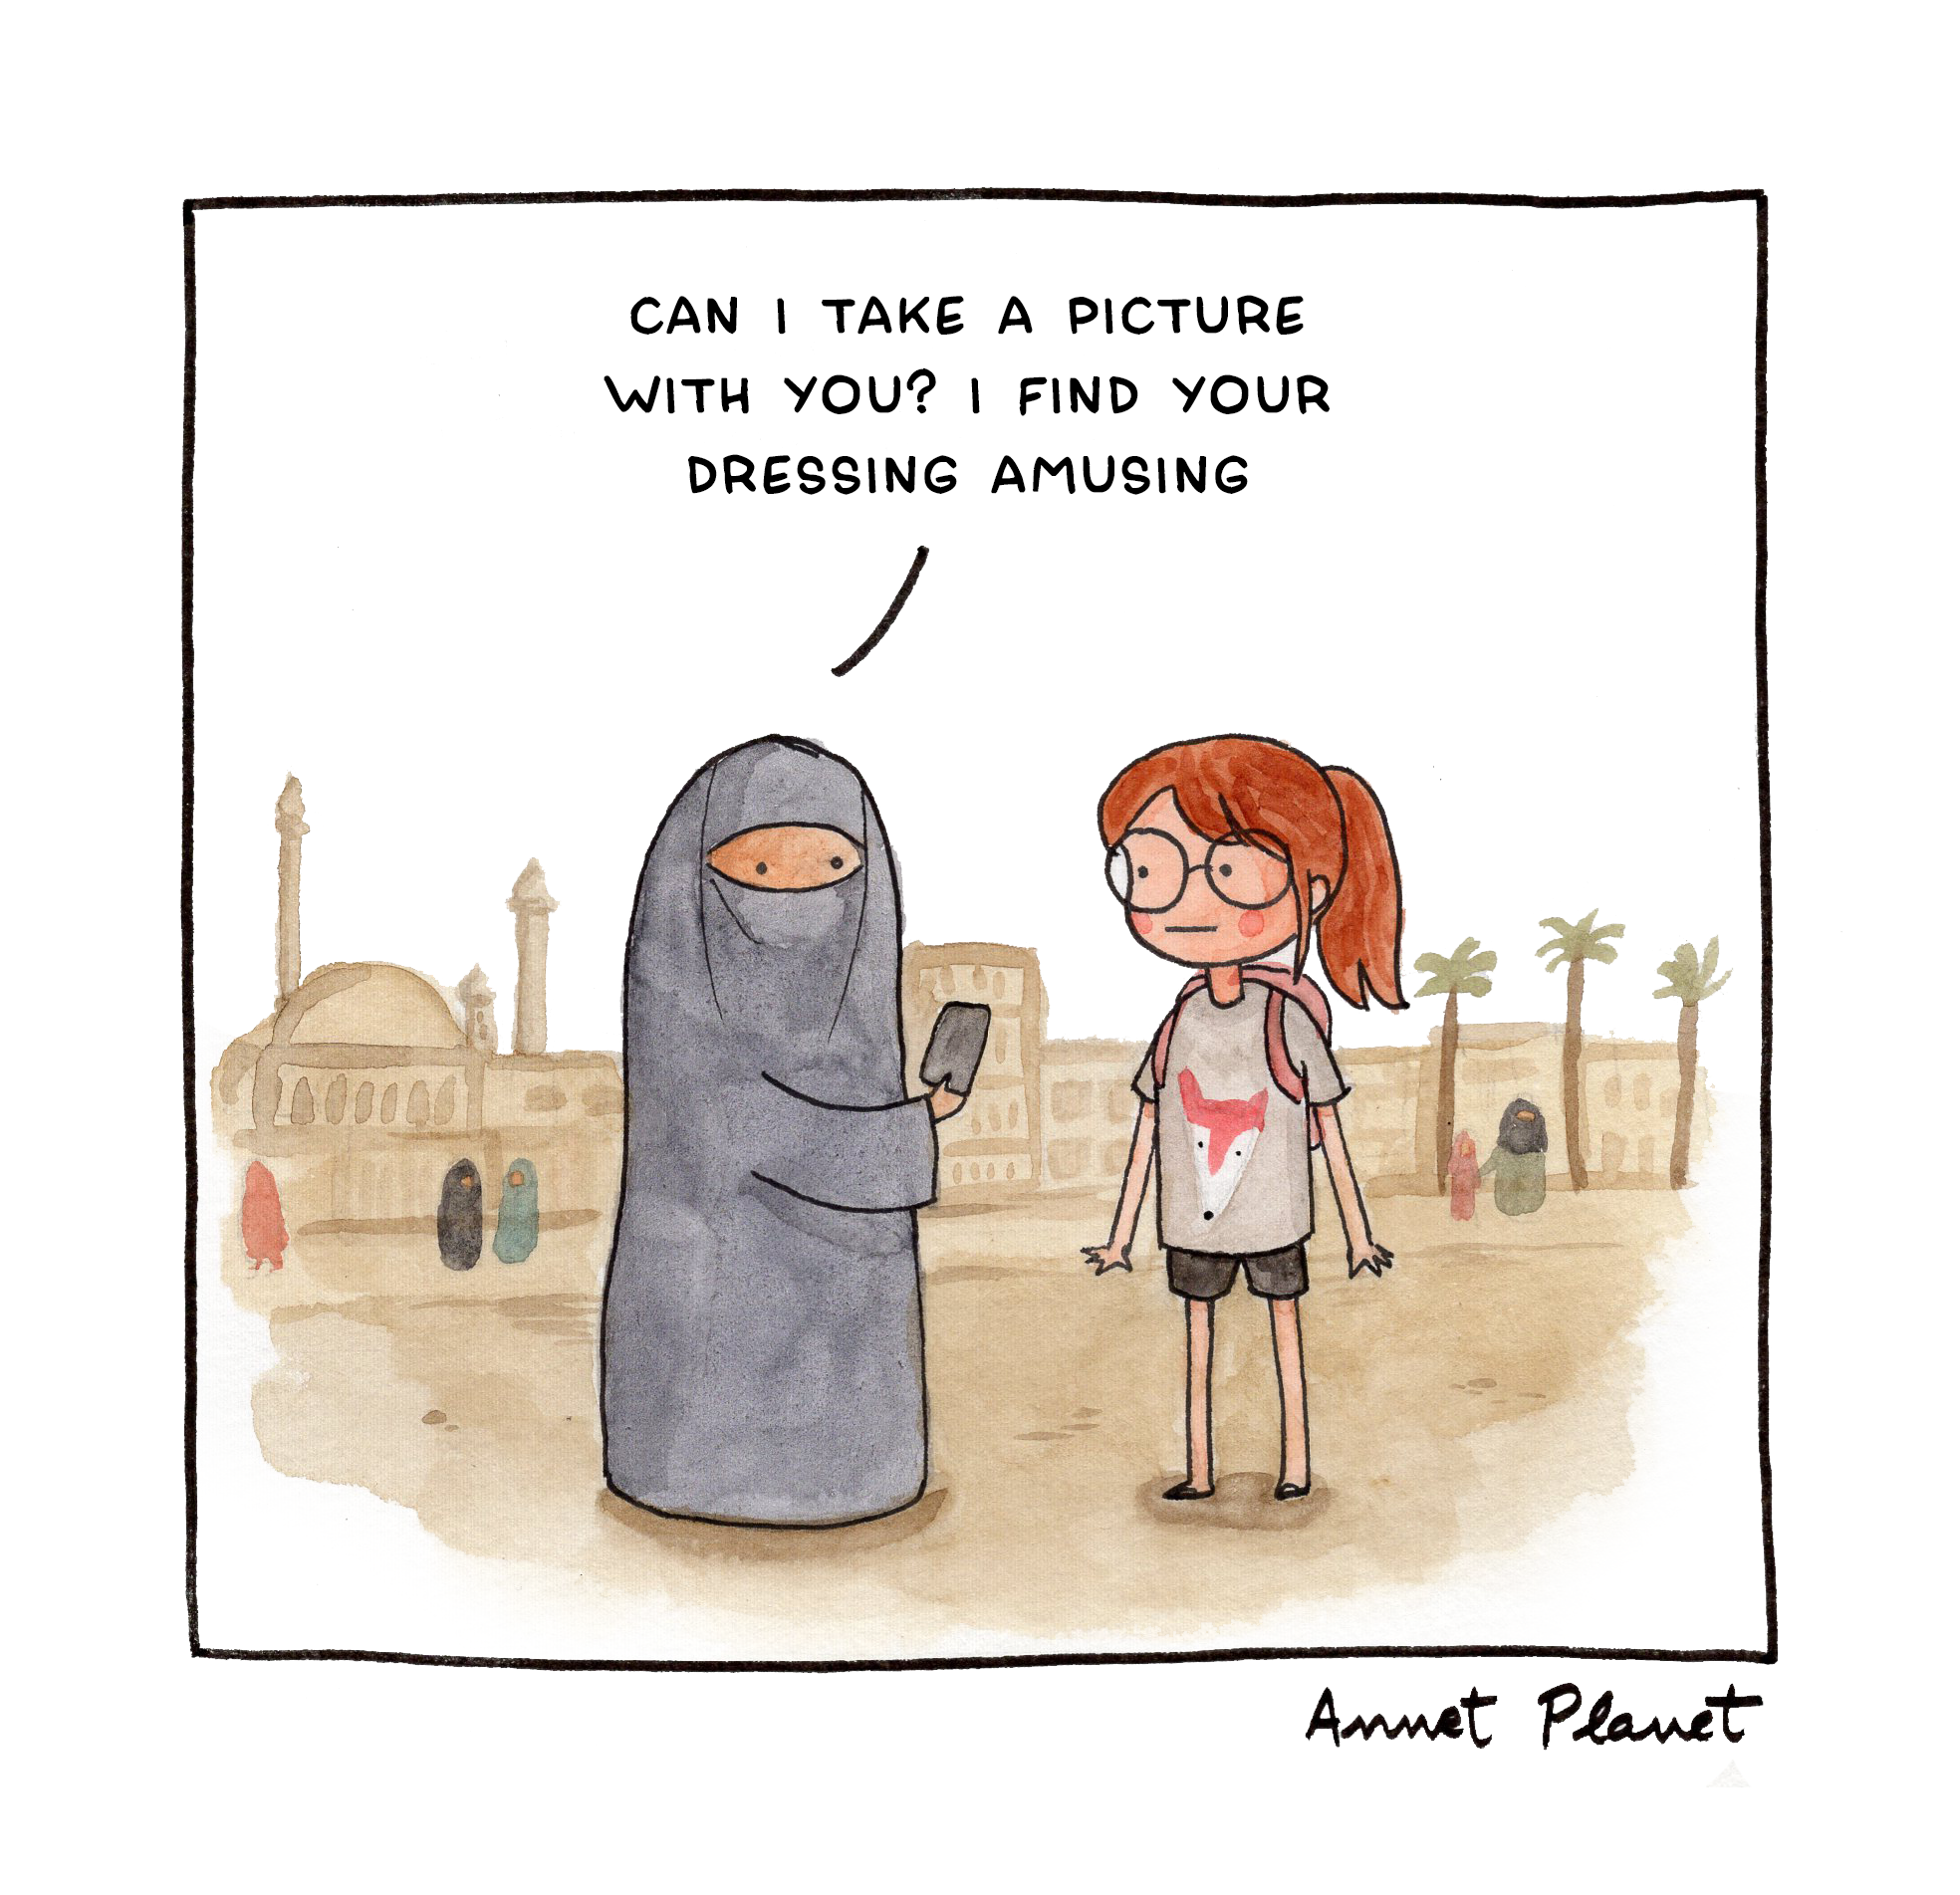 CAN I TAKE A PICTURE
WITH YOU? I FIND YOUR
DRESSING AMUSING
Annet Planet